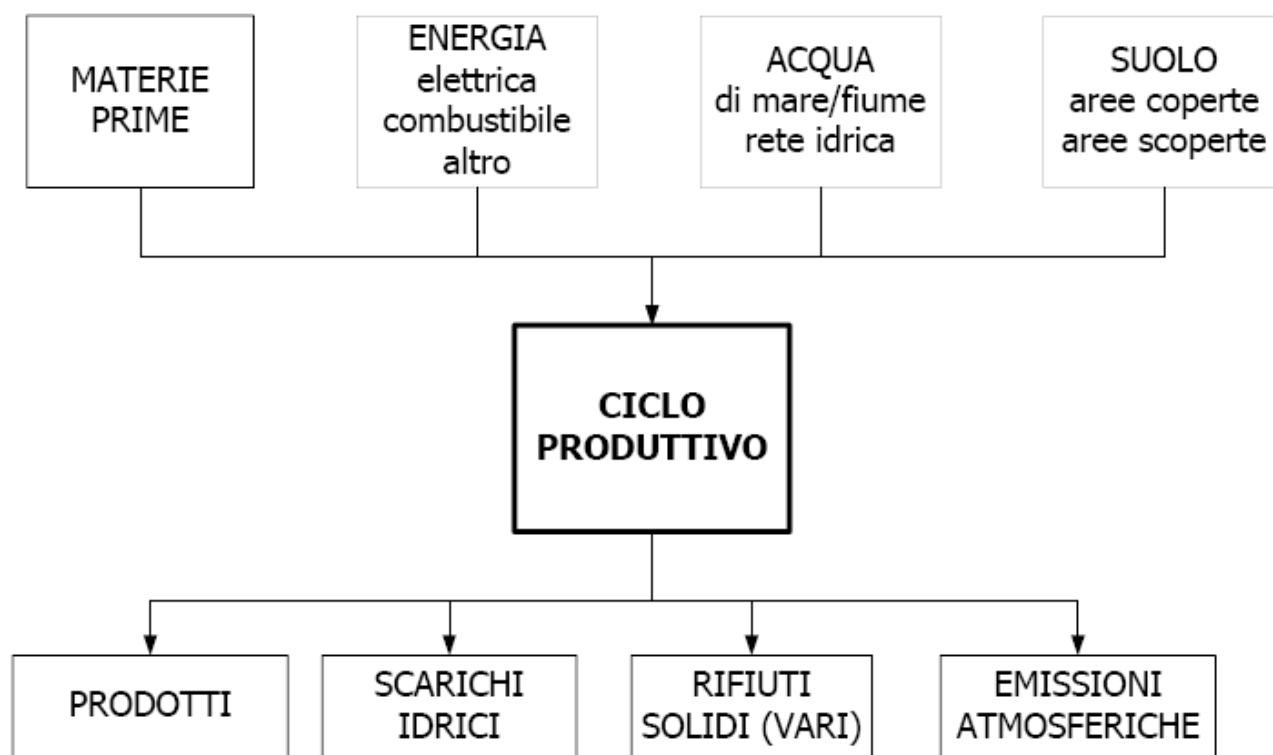 MATERIE
PRIME
ENERGIA
elettrica
combustibile
altro
ACQUA
di mare/fiume
rete idrica
SUOLO
aree coperte
aree scoperte
CICLO
PRODUTTIVO
PRODOTTI
SCARICHI
IDRICI
RIFIUTI
SOLIDI (VARI)
EMISSIONI
ATMOSFERICHE